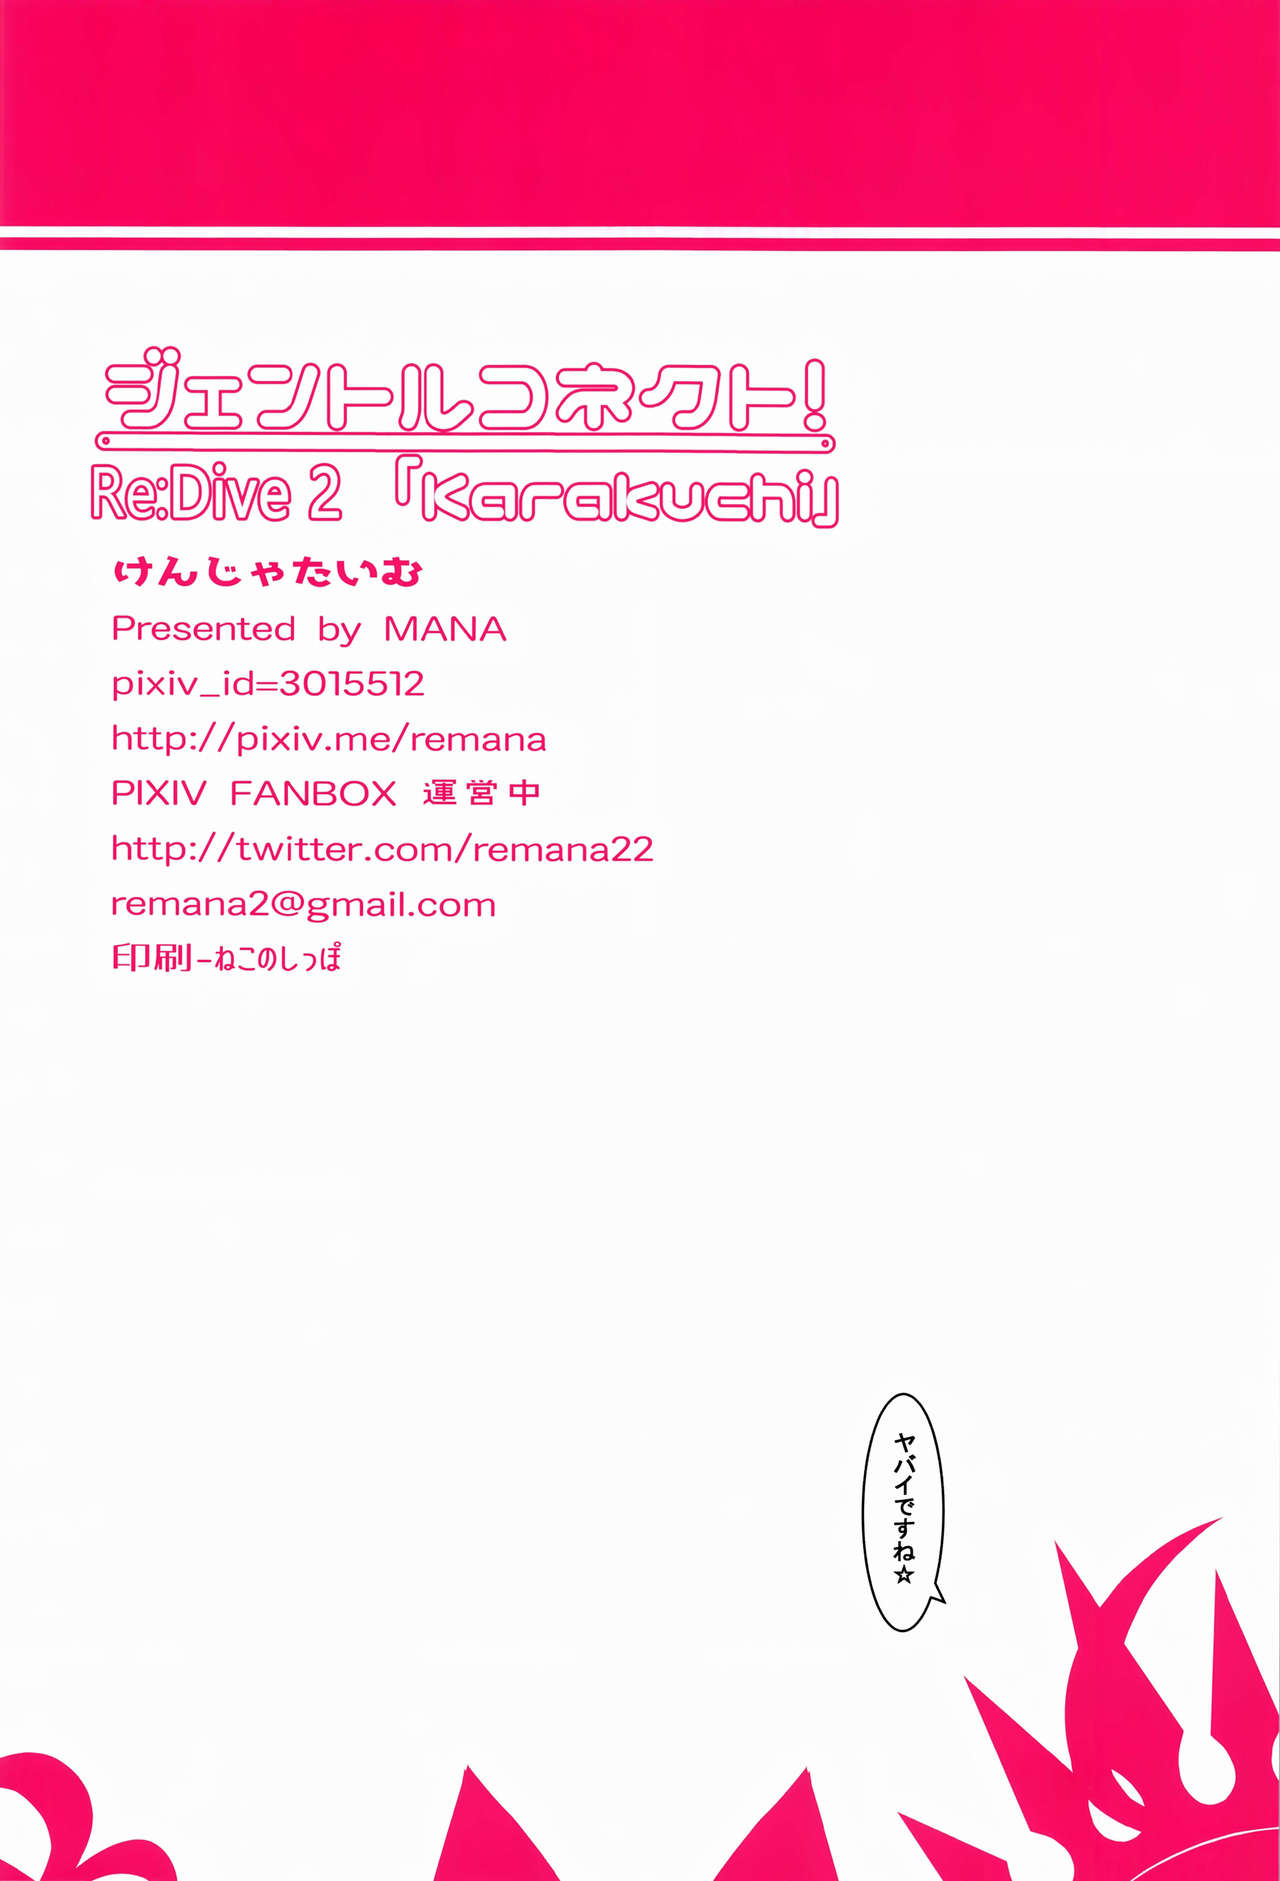 ジェントルコネクト!
Re:Dive 2 「Karakuchi」
けんじゃたいむ
Presented by MANA
pixiv_id=3015512
http://pixiv.me/remana
PIXIV FANBOX 運営中
http://twitter.com/remana22
remana2@gmail.com
印刷-ねこのしっぽ
ヤバイですね☆